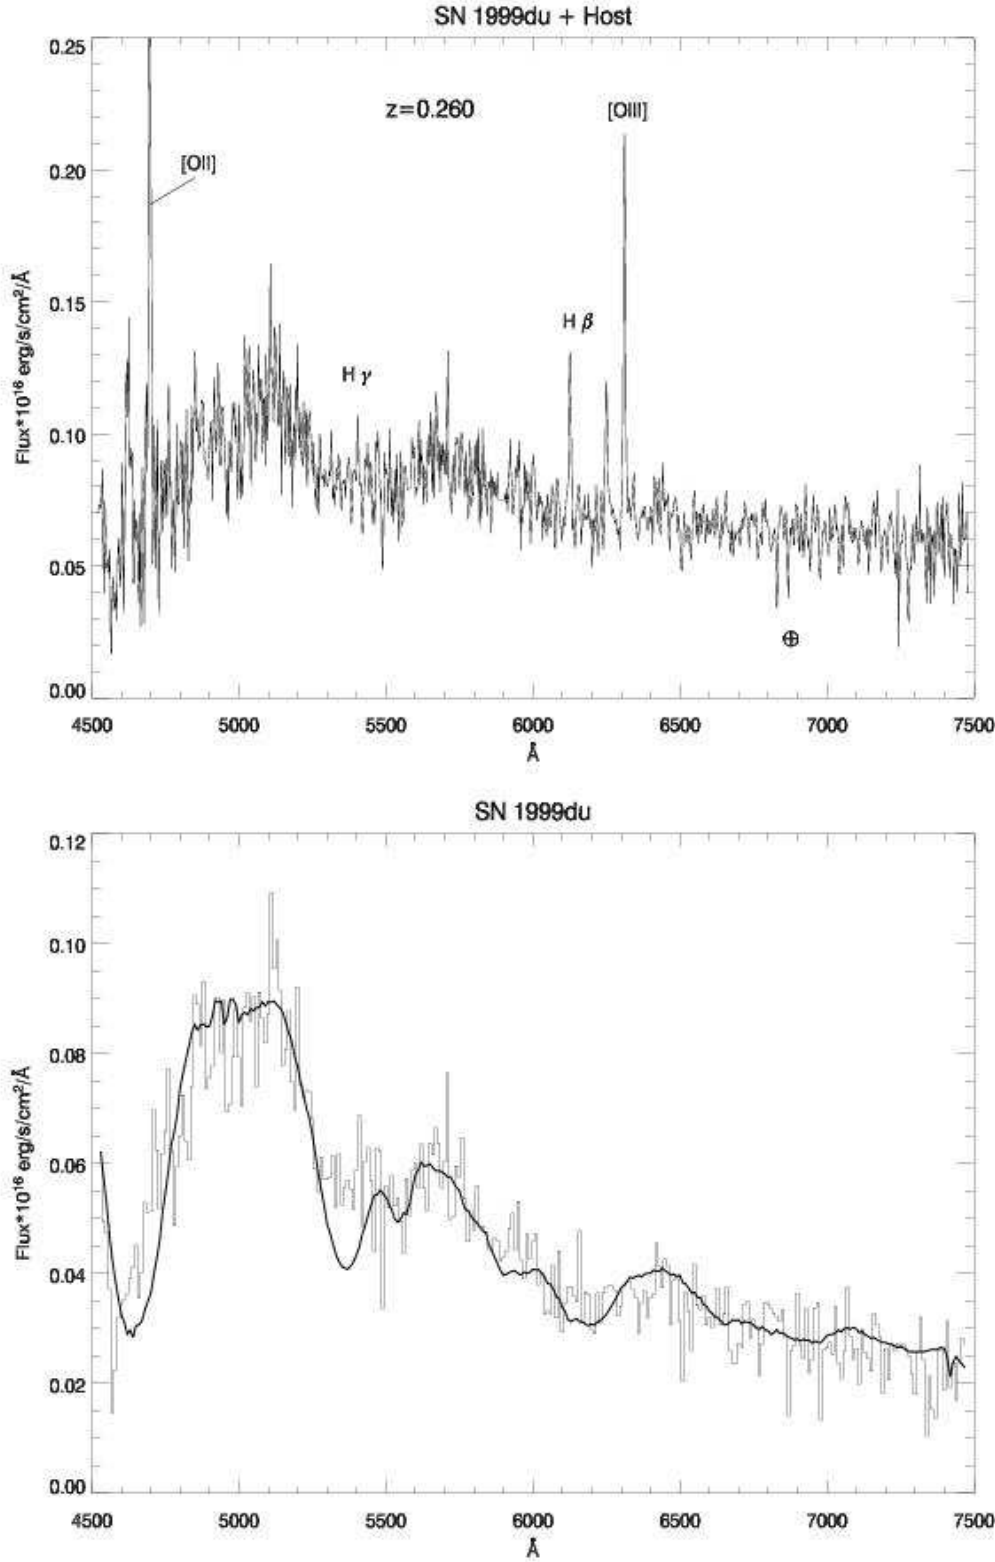 SN 1999du + Host
0.25
z=0.260
[OIII]
[OII]
0.20
0.15
H β
H γ
0.10
0.05
⊕
0.00
Flux*10¹⁶ erg/s/cm²/Å
4500 5000 5500 6000 6500 7000 7500
Å
SN 1999du
0.12
0.10
0.08
0.06
0.04
0.02
0.00
Flux*10¹⁶ erg/s/cm²/Å
4500 5000 5500 6000 6500 7000 7500
Å